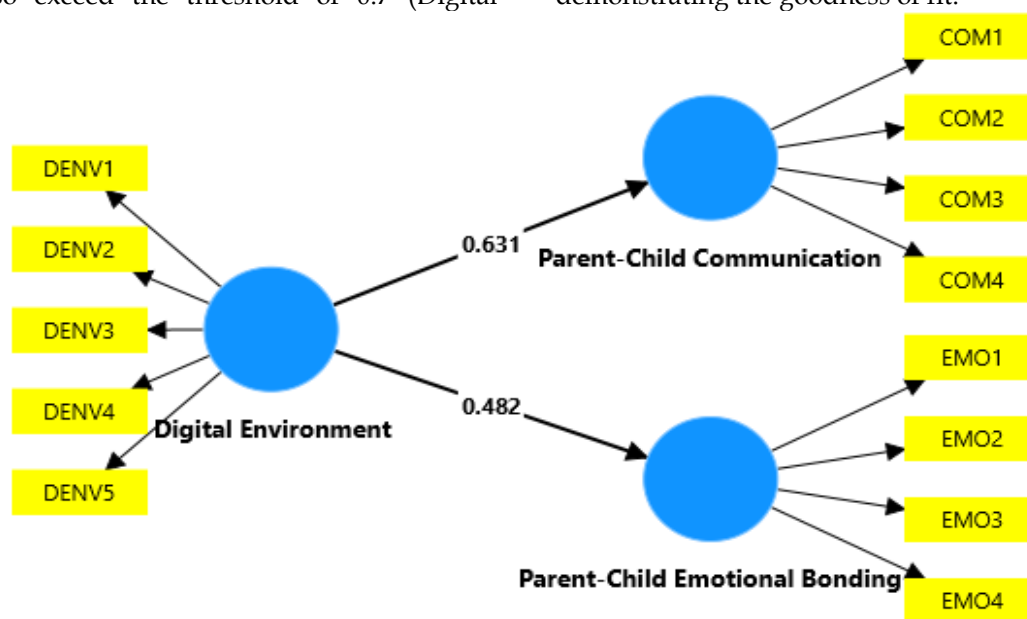 exceed the threshold of 0.7 (Digital
demonstrating the goodness of fit.
DENV1
DENV2
DENV3
DENV4
DENV5
Digital Environment
0.631
0.482
Parent-Child Communication
Parent-Child Emotional Bonding
COM1
COM2
COM3
COM4
EMO1
EMO2
EMO3
EMO4